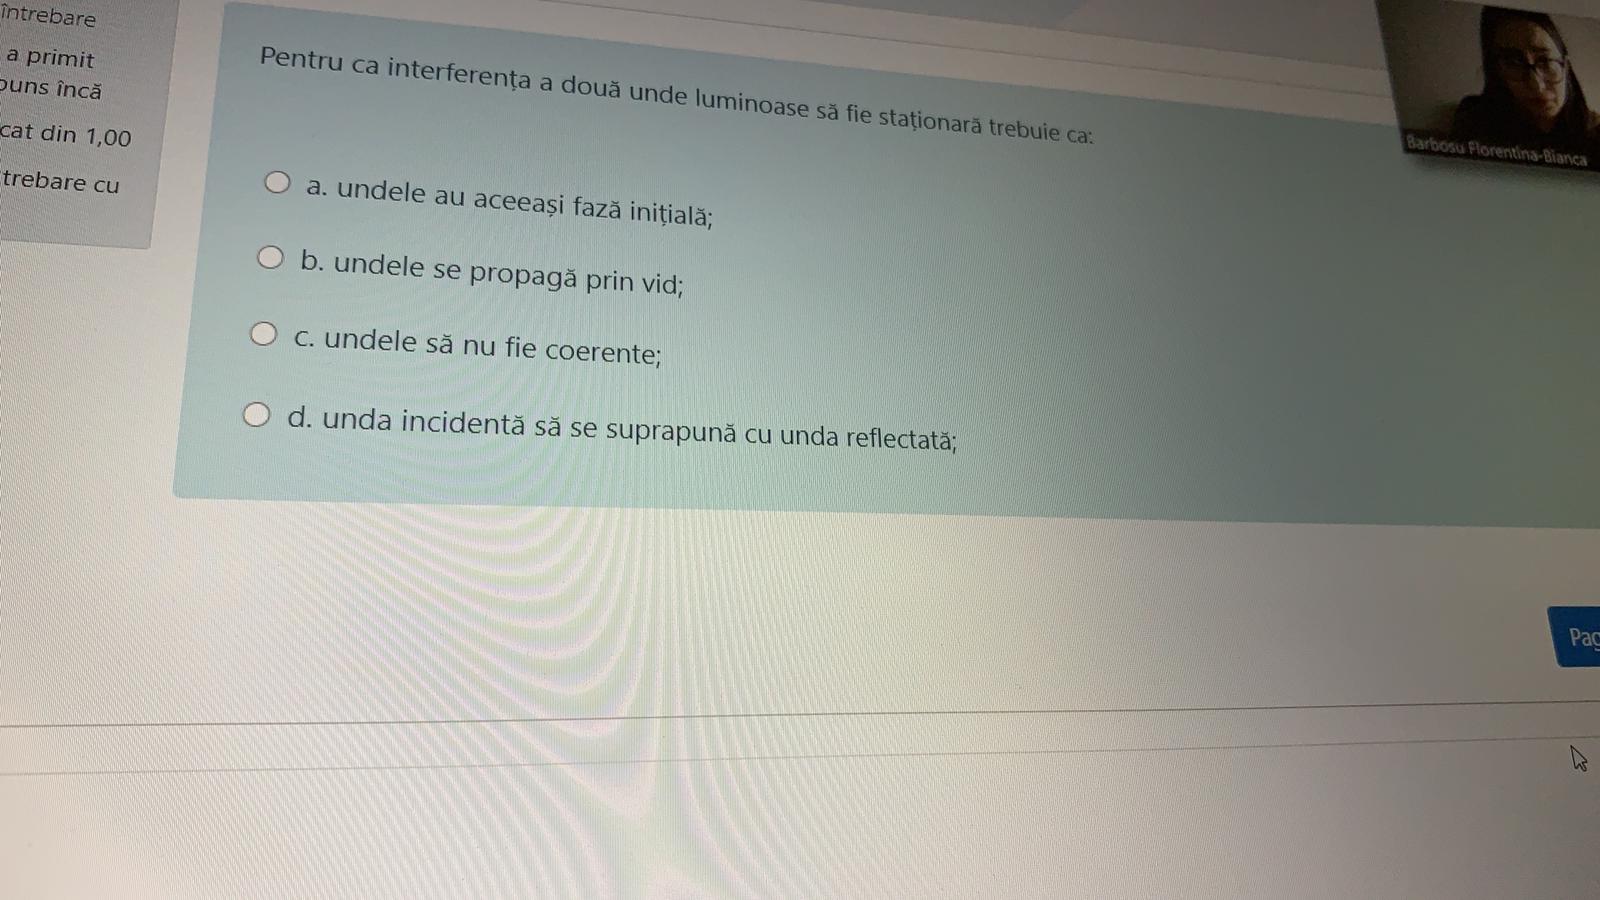 întrebare
a primit
puns încă
cat din 1,00
trebare cu
Pentru ca interferența a două unde luminoase să fie staționară trebuie ca:
a. undele au aceeași fază inițială;
b. undele se propagă prin vid;
c. undele să nu fie coerente;
d. unda incidentă să se suprapună cu unda reflectată;
Barbosu Florentina-Bianca
Pag